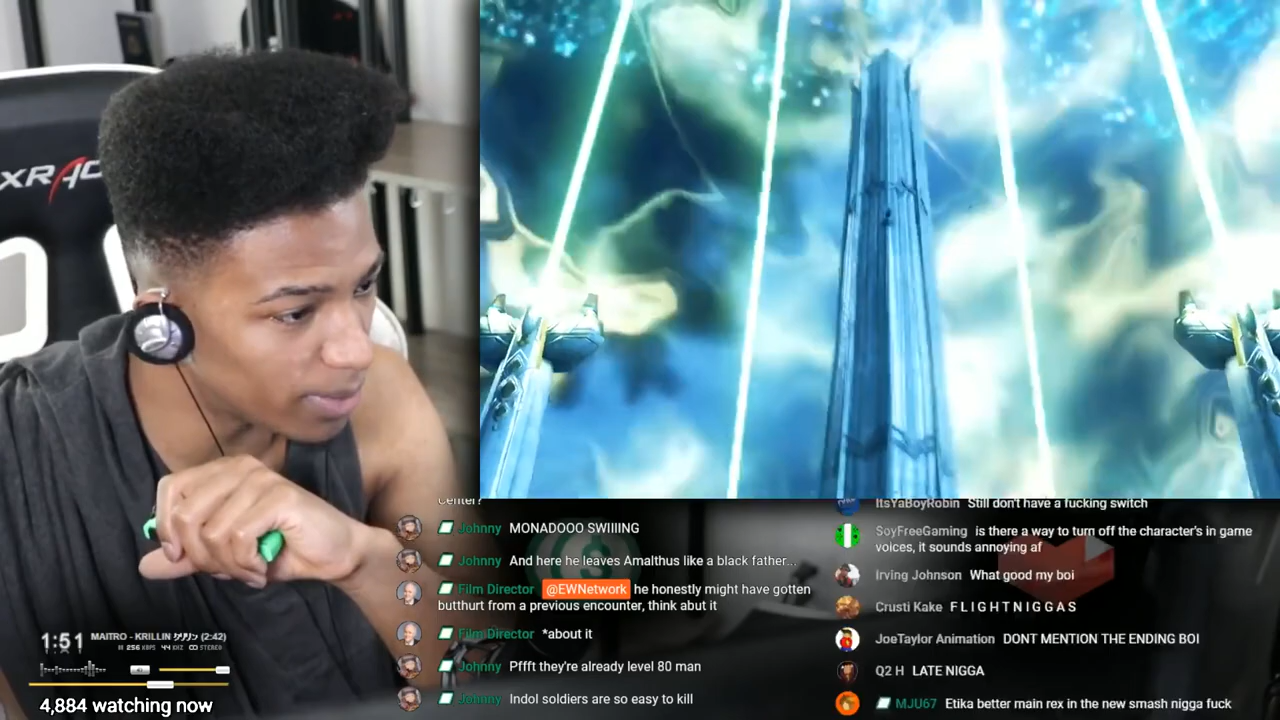 XRAC
Center?
Johnny MONADOOO SWIIIING
Johnny And here he leaves Amalthus like a black father...
Film Director @EWNetwork he honestly might have gotten
butthurt from a previous encounter, think abut it
Film Director *about it
Johnny Pffft they're already level 80 man
Johnny Indol soldiers are so easy to kill
ItsYaBoyRobin Still don't have a fucking switch
SoyFreeGaming is there a way to turn off the character's in game
voices, it sounds annoying af
Irving Johnson What good my boi
Crusti Kake F L I G H T N I G G A S
JoeTaylor Animation DONT MENTION THE ENDING BOI
Q2 H LATE NIGGA
MJU67 Etika better main rex in the new smash nigga fuck
1:51 MAITRO - KRILLIN (2:42)
256 KBPS 44 KHZ STEREO
4,884 watching now